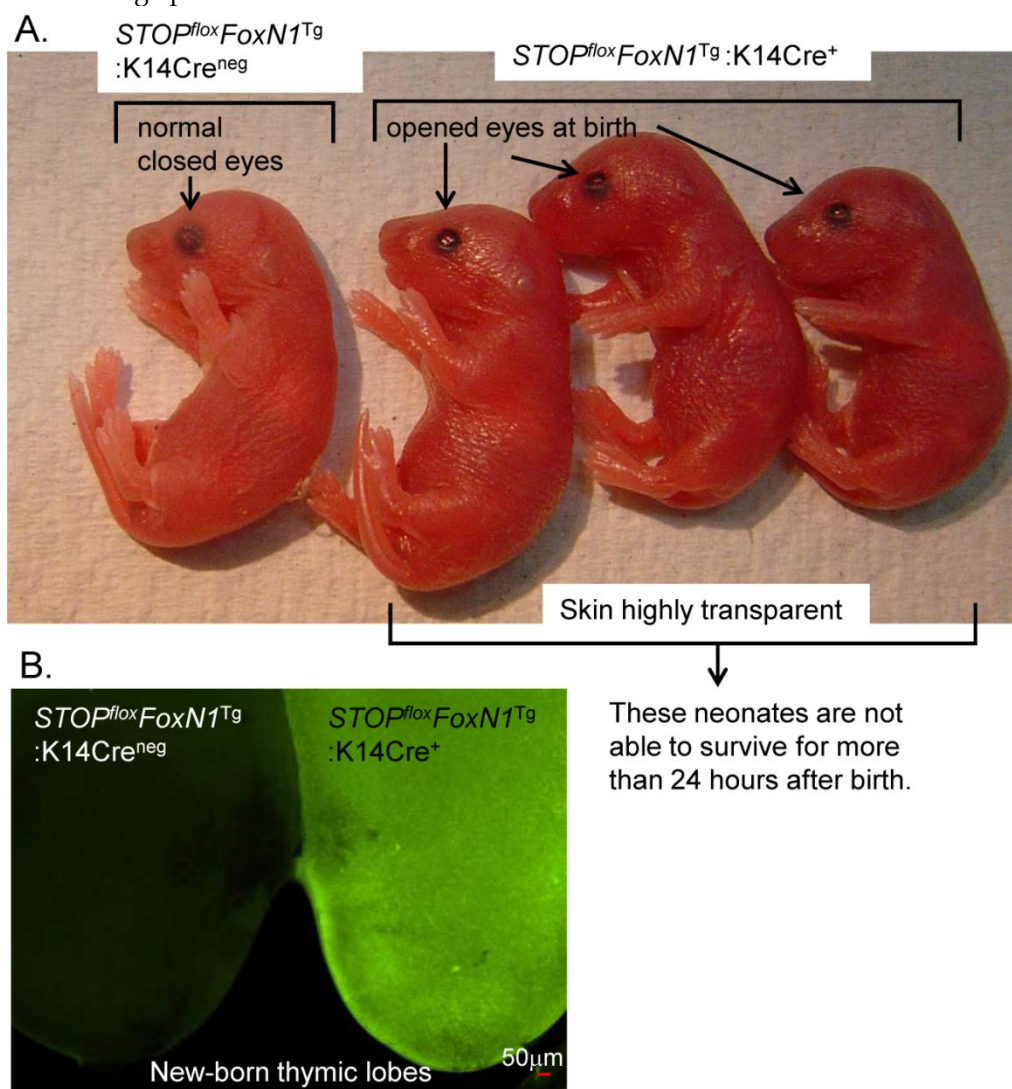 A.
STOPfloxFoxN1Tg
:K14Creneg
STOPfloxFoxN1Tg :K14Cre+
normal
closed eyes
opened eyes at birth
Skin highly transparent
B.
STOPfloxFoxN1Tg
:K14Creneg
STOPfloxFoxN1Tg
:K14Cre+
These neonates are not
able to survive for more
than 24 hours after birth.
New-born thymic lobes
50μm